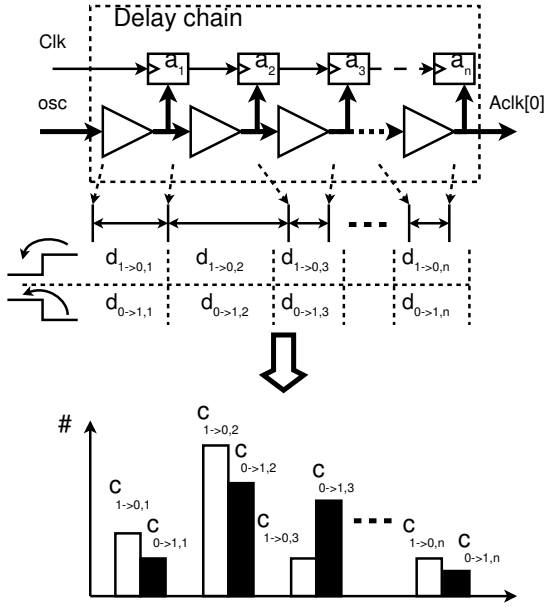 Delay chain
Clk
a1 a2 a3 an
osc
Aclk[0]
d1->0,1 d1->0,2 d1->0,3 d1->0,n
d0->1,1 d0->1,2 d0->1,3 d0->1,n
#
c1->0,2
c0->1,2
c1->0,1
c0->1,3
c0->1,1
c1->0,3
c1->0,n
c0->1,n